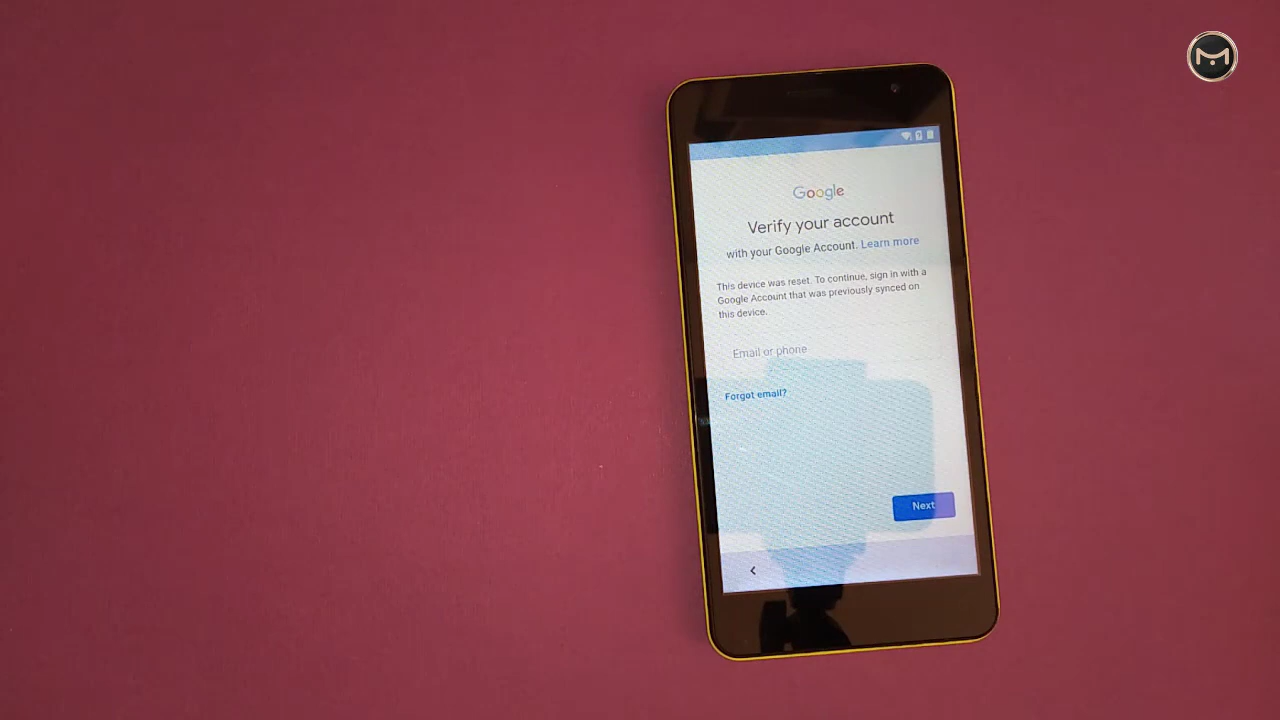 Google
Verify your account
with your Google Account. Learn more
This device was reset. To continue, sign in with a
Google Account that was previously synced on
this device.
Email or phone
Forgot email?
Next